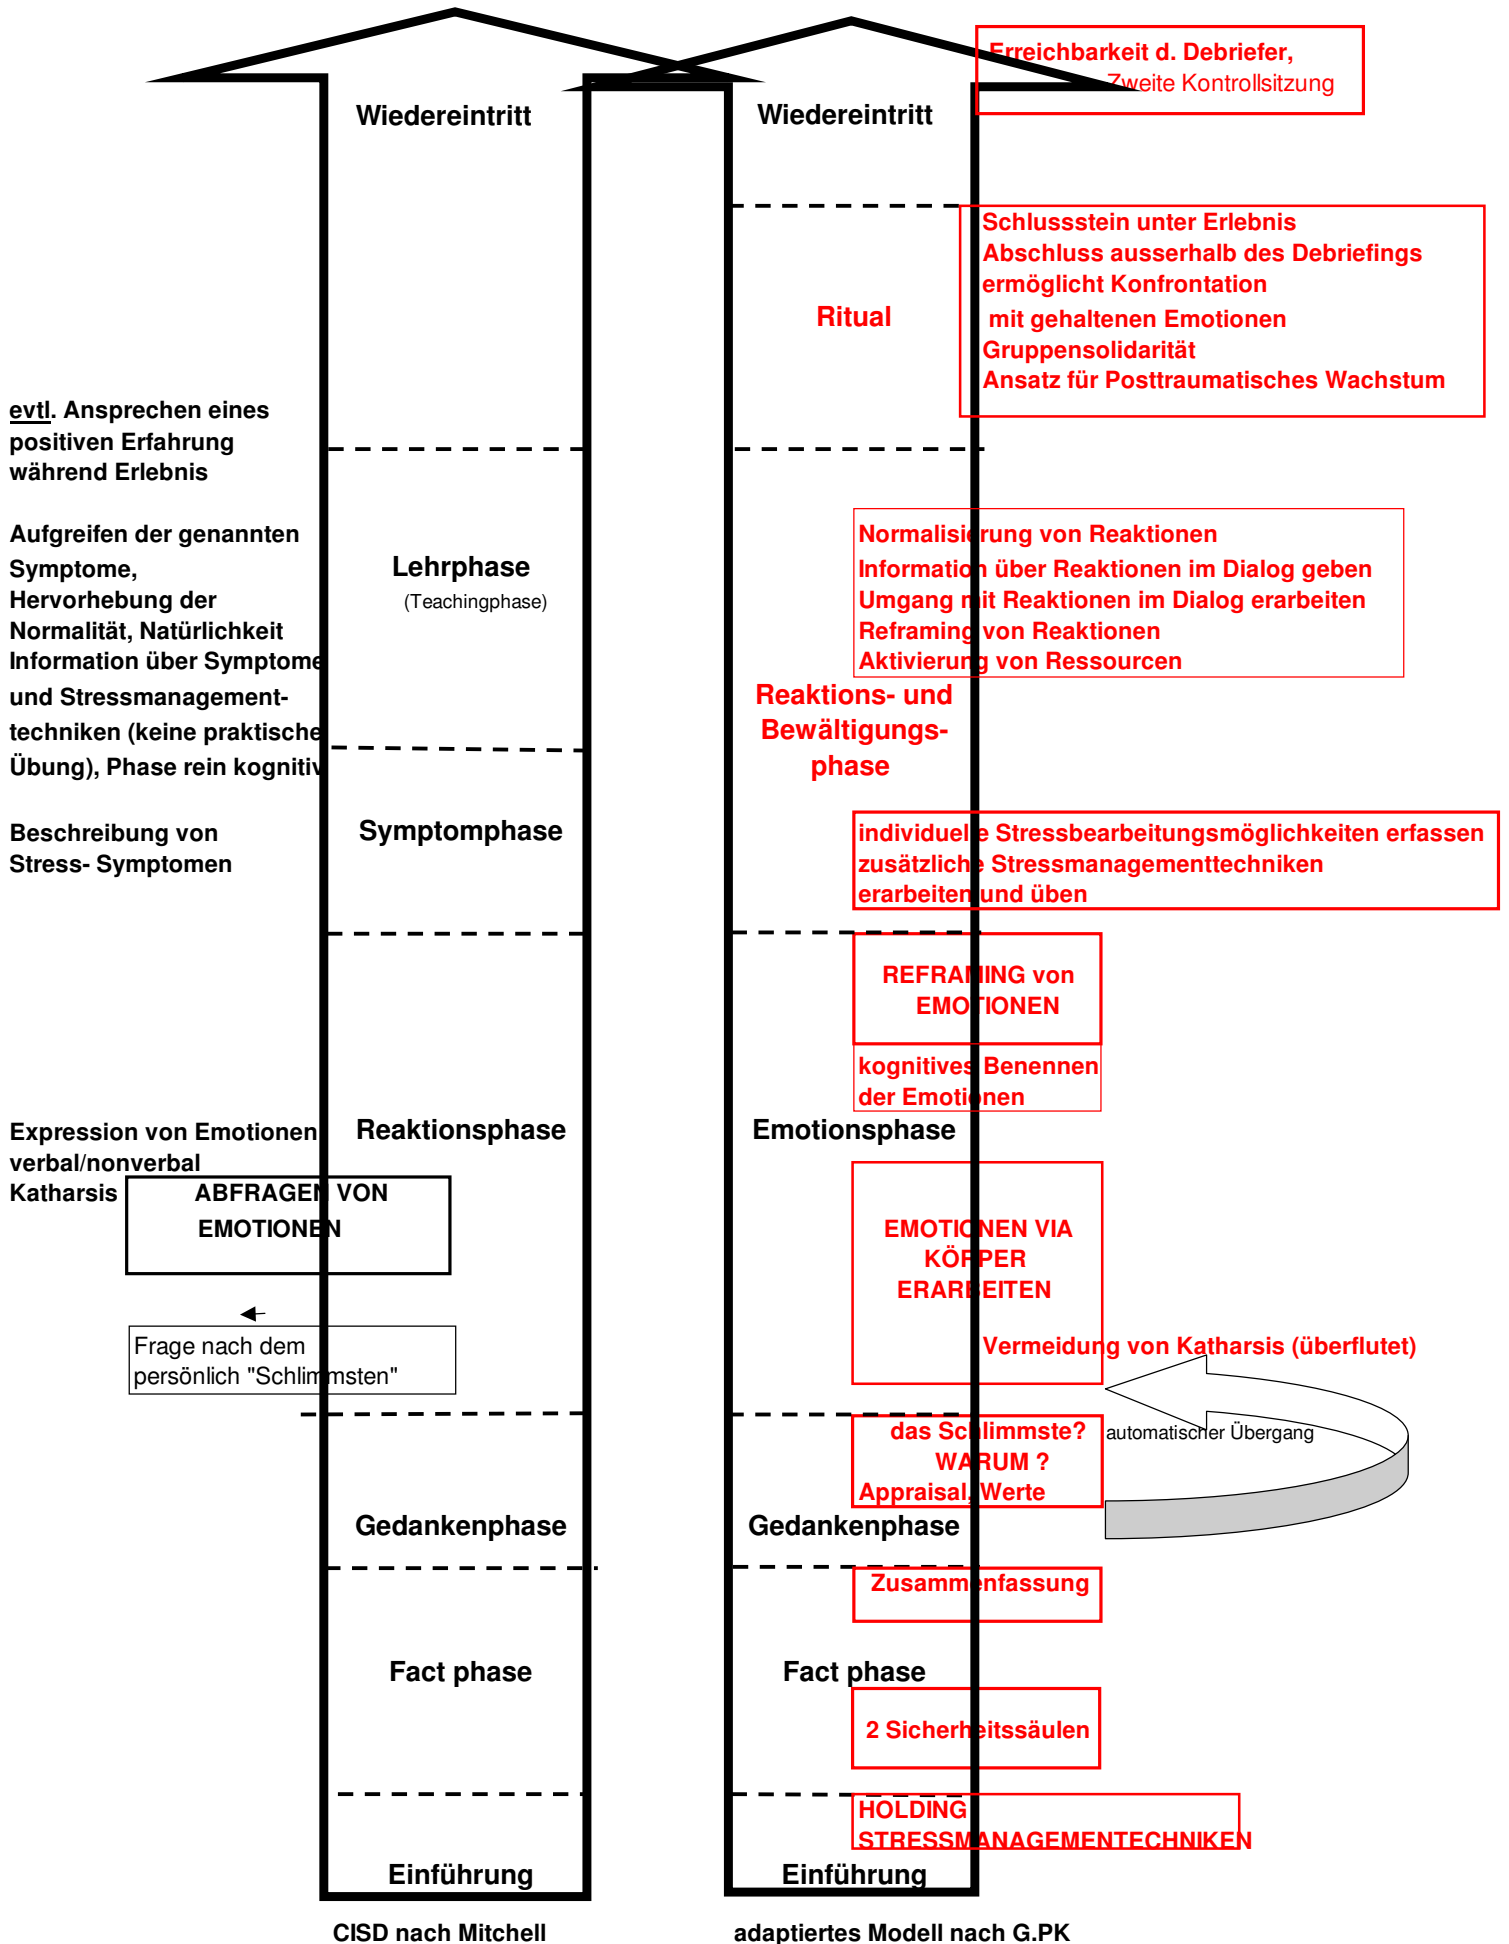 Erreichbarkeit d. Debriefer,
Zweite Kontrollsitzung
Wiedereintritt
Wiedereintritt
Schlussstein unter Erlebnis
Abschluss ausserhalb des Debriefings
ermöglicht Konfrontation
mit gehaltenen Emotionen
Gruppensolidarität
Ansatz für Posttraumatisches Wachstum
Ritual
evtl. Ansprechen eines
positiven Erfahrung
während Erlebnis
Aufgreifen der genannten
Symptome,
Hervorhebung der
Normalität, Natürlichkeit
Information über Symptome
und Stressmanagement-
techniken (keine praktische
Übung), Phase rein kognitiv
Lehrphase
(Teachingphase)
Normalisierung von Reaktionen
Information über Reaktionen im Dialog geben
Umgang mit Reaktionen im Dialog erarbeiten
Reframing von Reaktionen
Aktivierung von Ressourcen
Reaktions- und
Bewältigungs-
phase
Beschreibung von
Stress- Symptomen
Symptomphase
individuelle Stressbearbeitungsmöglichkeiten erfassen
zusätzliche Stressmanagementtechniken
erarbeiten und üben
REFRAMING von
EMOTIONEN
kognitives Benennen
der Emotionen
Expression von Emotionen
verbal/nonverbal
Katharsis
Reaktionsphase
Emotionsphase
ABFRAGEN VON
EMOTIONEN
EMOTIONEN VIA
KÖRPER
ERARBEITEN
Frage nach dem
persönlich "Schlimmsten"
Vermeidung von Katharsis (überflutet)
das Schlimmste?
WARUM ?
Appraisal, Werte
automatischer Übergang
Gedankenphase
Gedankenphase
Zusammenfassung
Fact phase
Fact phase
2 Sicherheitssäulen
HOLDING
STRESSMANAGEMENTECHNIKEN
Einführung
Einführung
CISD nach Mitchell
adaptiertes Modell nach G.PK